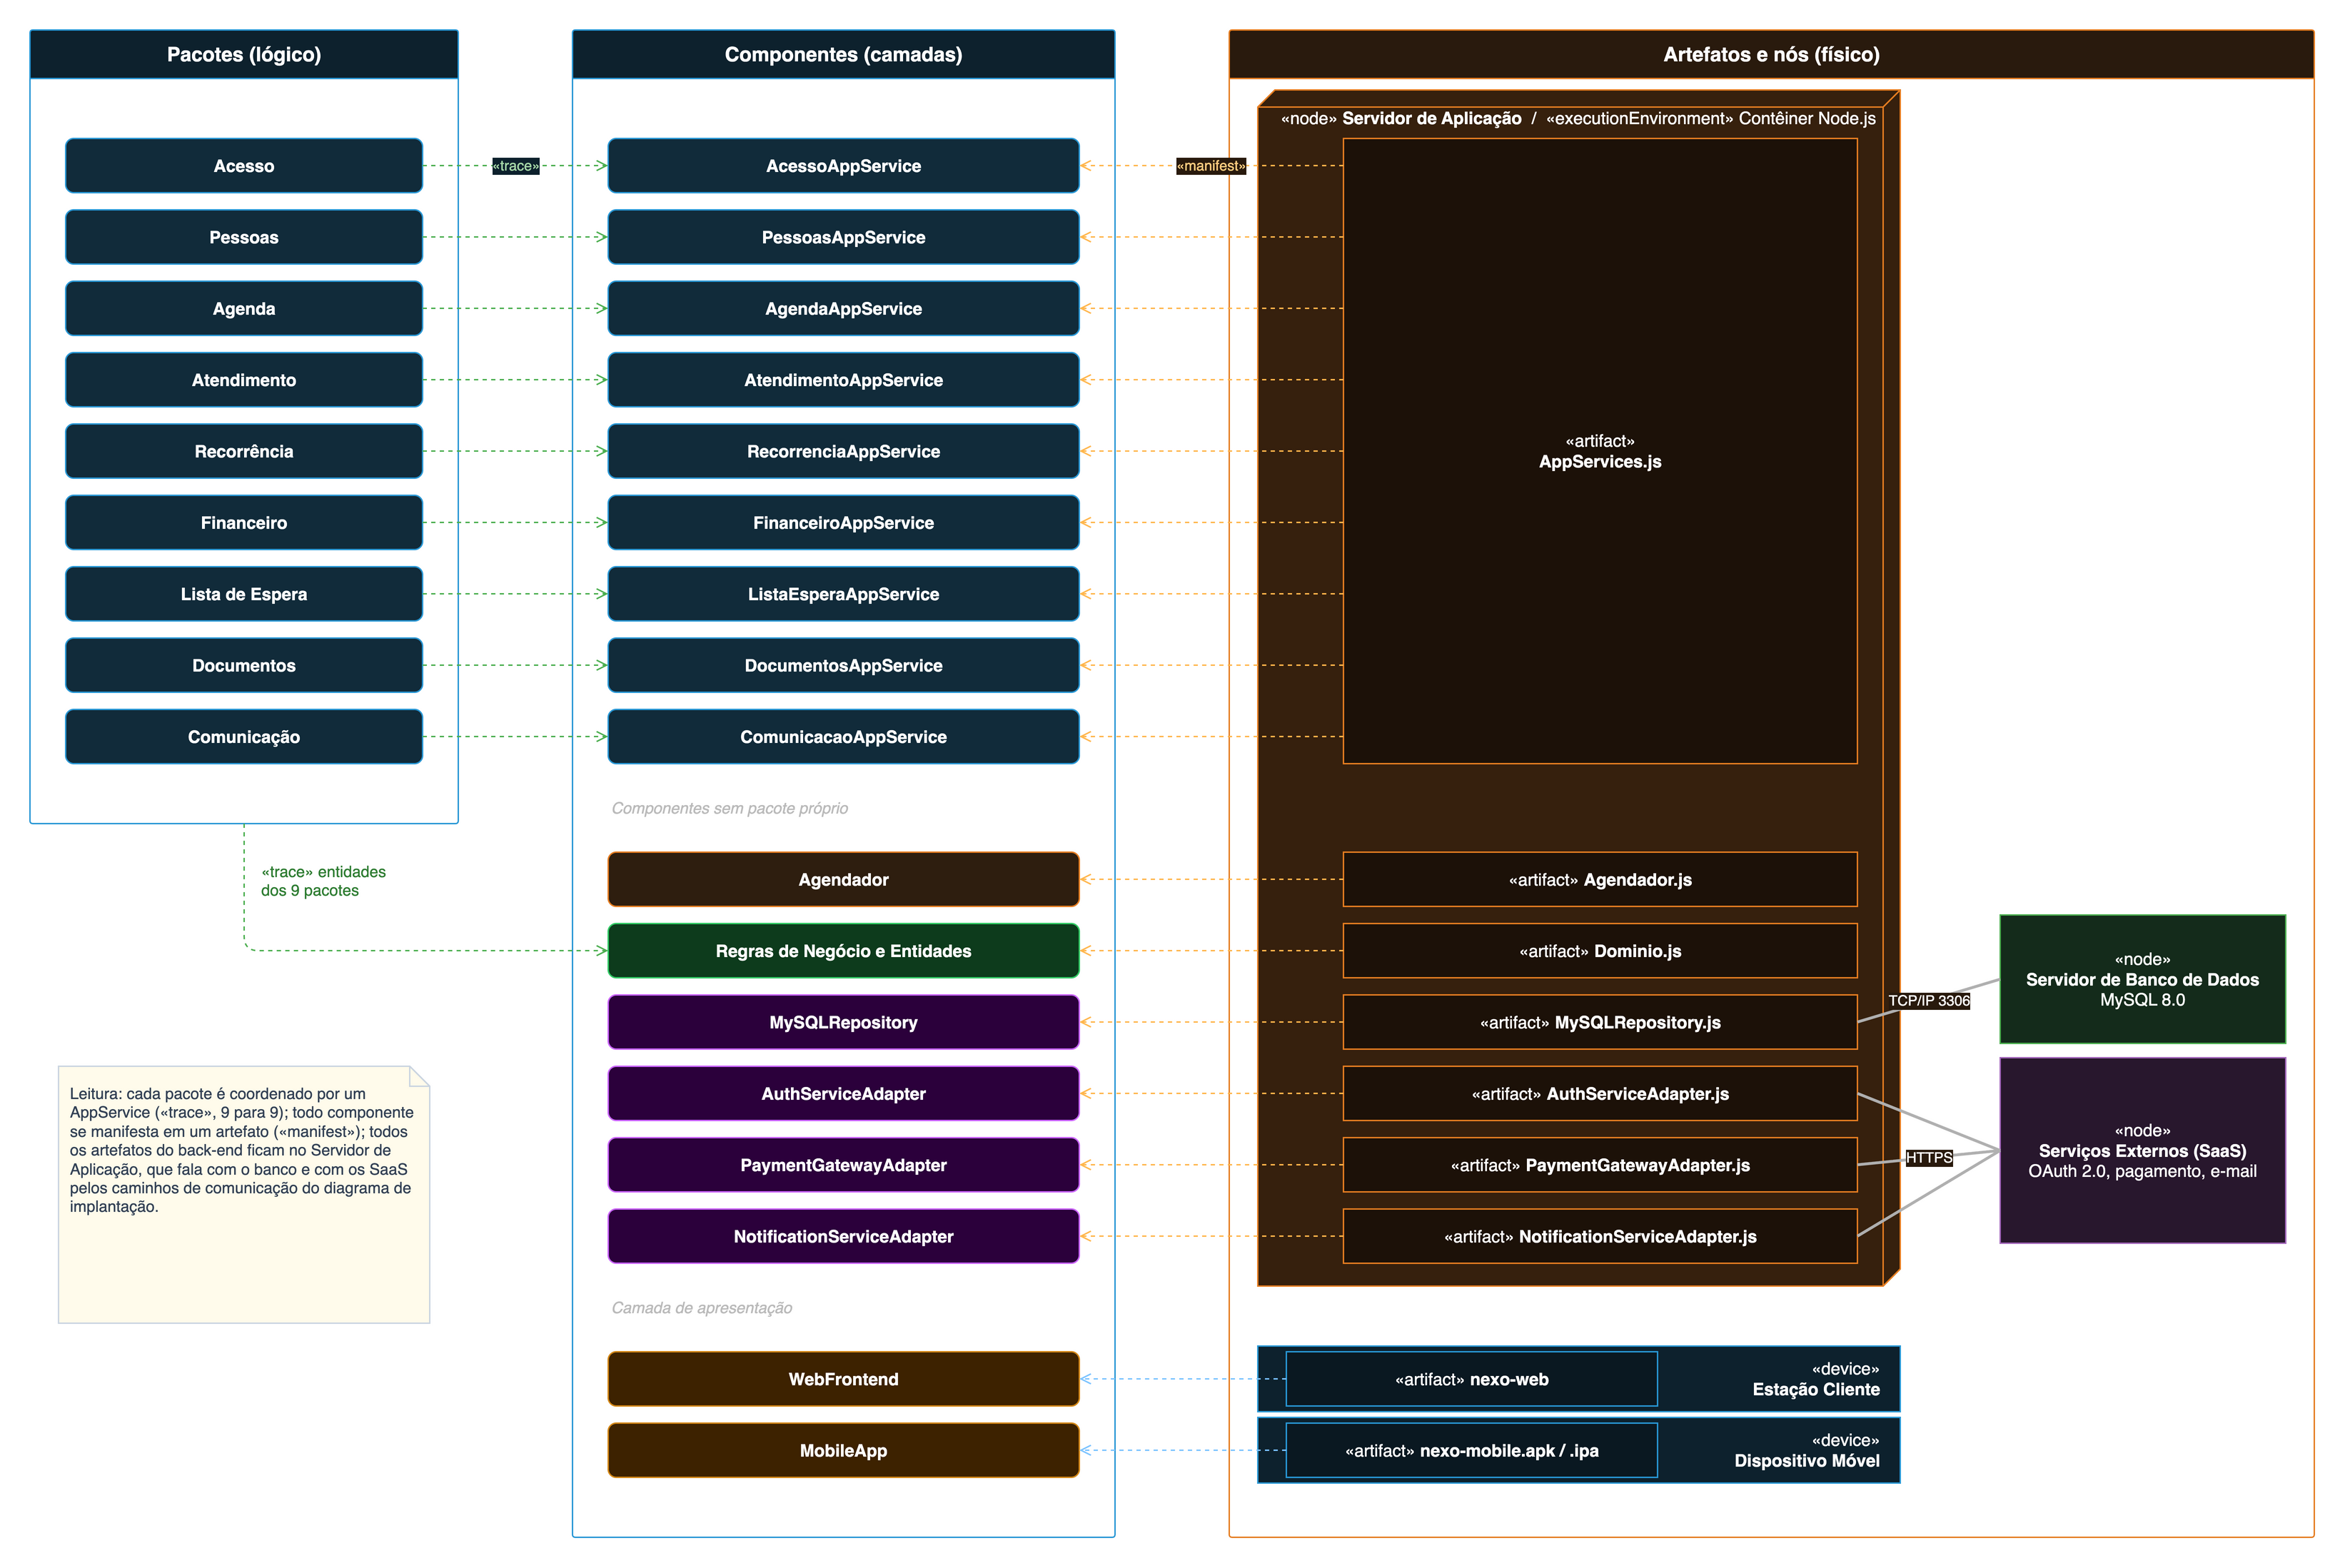 Pacotes (lógico)
Componentes (camadas)
Artefatos e nós (físico)
«node» Servidor de Aplicação / «executionEnvironment» Contêiner Node.js
Acesso
«trace»
AcessoAppService
«manifest»
Pessoas
PessoasAppService
Agenda
AgendaAppService
Atendimento
AtendimentoAppService
Recorrência
RecorrenciaAppService
«artifact»
AppServices.js
Financeiro
FinanceiroAppService
Lista de Espera
ListaEsperaAppService
Documentos
DocumentosAppService
Comunicação
ComunicacaoAppService
Componentes sem pacote próprio
«trace» entidades
dos 9 pacotes
Agendador
«artifact» Agendador.js
Regras de Negócio e Entidades
«artifact» Dominio.js
MySQLRepository
«artifact» MySQLRepository.js
TCP/IP 3306
«node»
Servidor de Banco de Dados
MySQL 8.0
Leitura: cada pacote é coordenado por um
AppService («trace», 9 para 9); todo componente
se manifesta em um artefato («manifest»); todos
os artefatos do back-end ficam no Servidor de
Aplicação, que fala com o banco e com os SaaS
pelos caminhos de comunicação do diagrama de
implantação.
AuthServiceAdapter
«artifact» AuthServiceAdapter.js
PaymentGatewayAdapter
«artifact» PaymentGatewayAdapter.js
HTTPS
«node»
Serviços Externos (SaaS)
OAuth 2.0, pagamento, e-mail
NotificationServiceAdapter
«artifact» NotificationServiceAdapter.js
Camada de apresentação
WebFrontend
«artifact» nexo-web
«device»
Estação Cliente
MobileApp
«artifact» nexo-mobile.apk / .ipa
«device»
Dispositivo Móvel